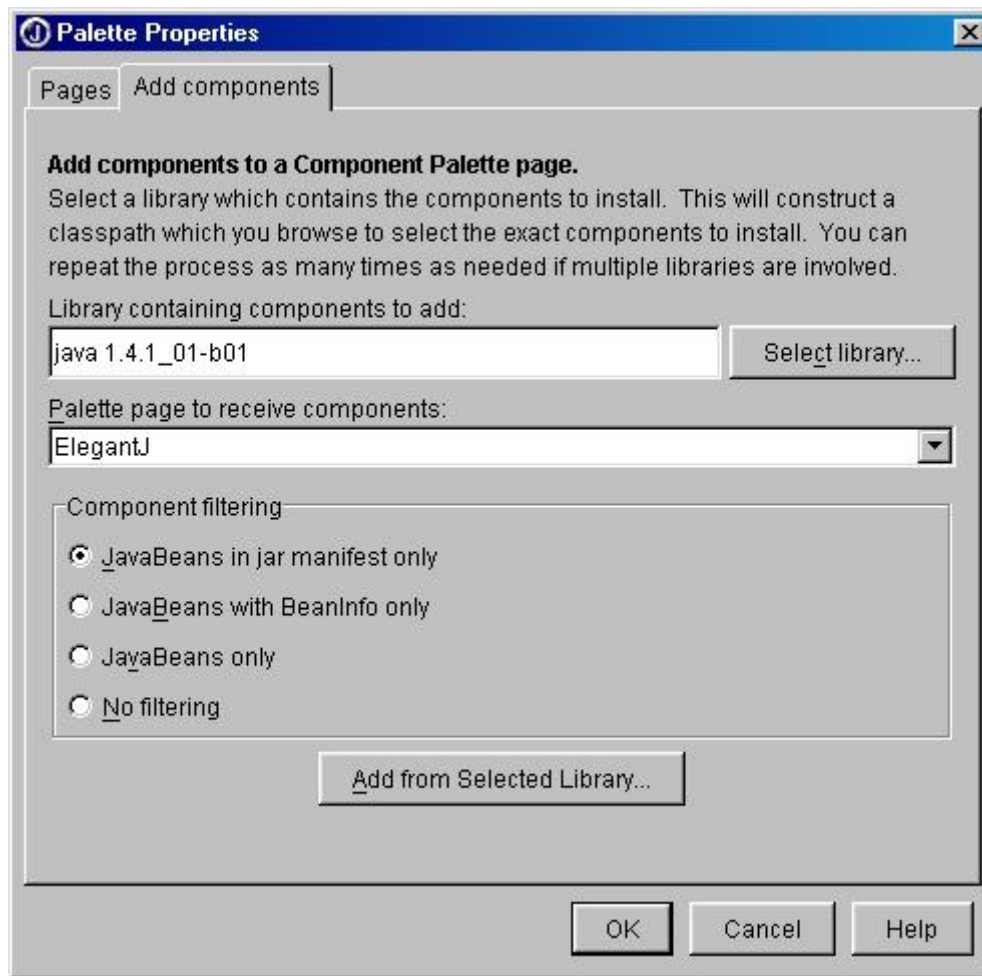 Palette Properties
Pages
Add components
Add components to a Component Palette page.
Select a library which contains the components to install. This will construct a
classpath which you browse to select the exact components to install. You can
repeat the process as many times as needed if multiple libraries are involved.
Library containing components to add:
java 1.4.1_01-b01
Select library...
Palette page to receive components:
ElegantJ
Component filtering
JavaBeans in jar manifest only
JavaBeans with BeanInfo only
JavaBeans only
No filtering
Add from Selected Library...
OK
Cancel
Help